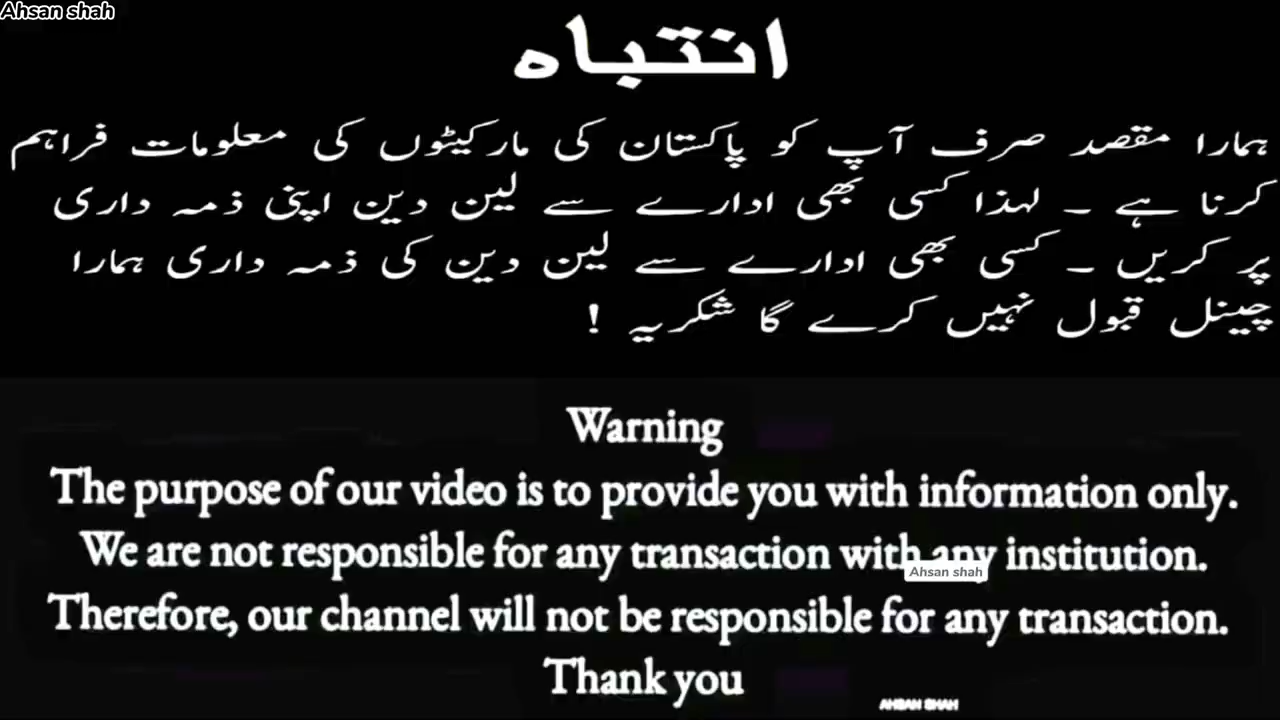 Ahsan shah
انتباہ
ہمارا مقصد صرف آپ کو پاکستان کی مارکیٹوں کی معلومات فراہم
کرنا ہے ۔ لہذا کسی بھی ادارے سے لین دین اپنی ذمہ داری
پر کریں ۔ کسی بھی ادارے سے لین دین کی ذمہ داری ہمارا
چینل قبول نہیں کرے گا شکریہ !
Warning
The purpose of our video is to provide you with information only.
We are not responsible for any transaction with any institution.
Ahsan shah
Therefore, our channel will not be responsible for any transaction.
Thank you
AHSAN SHAH